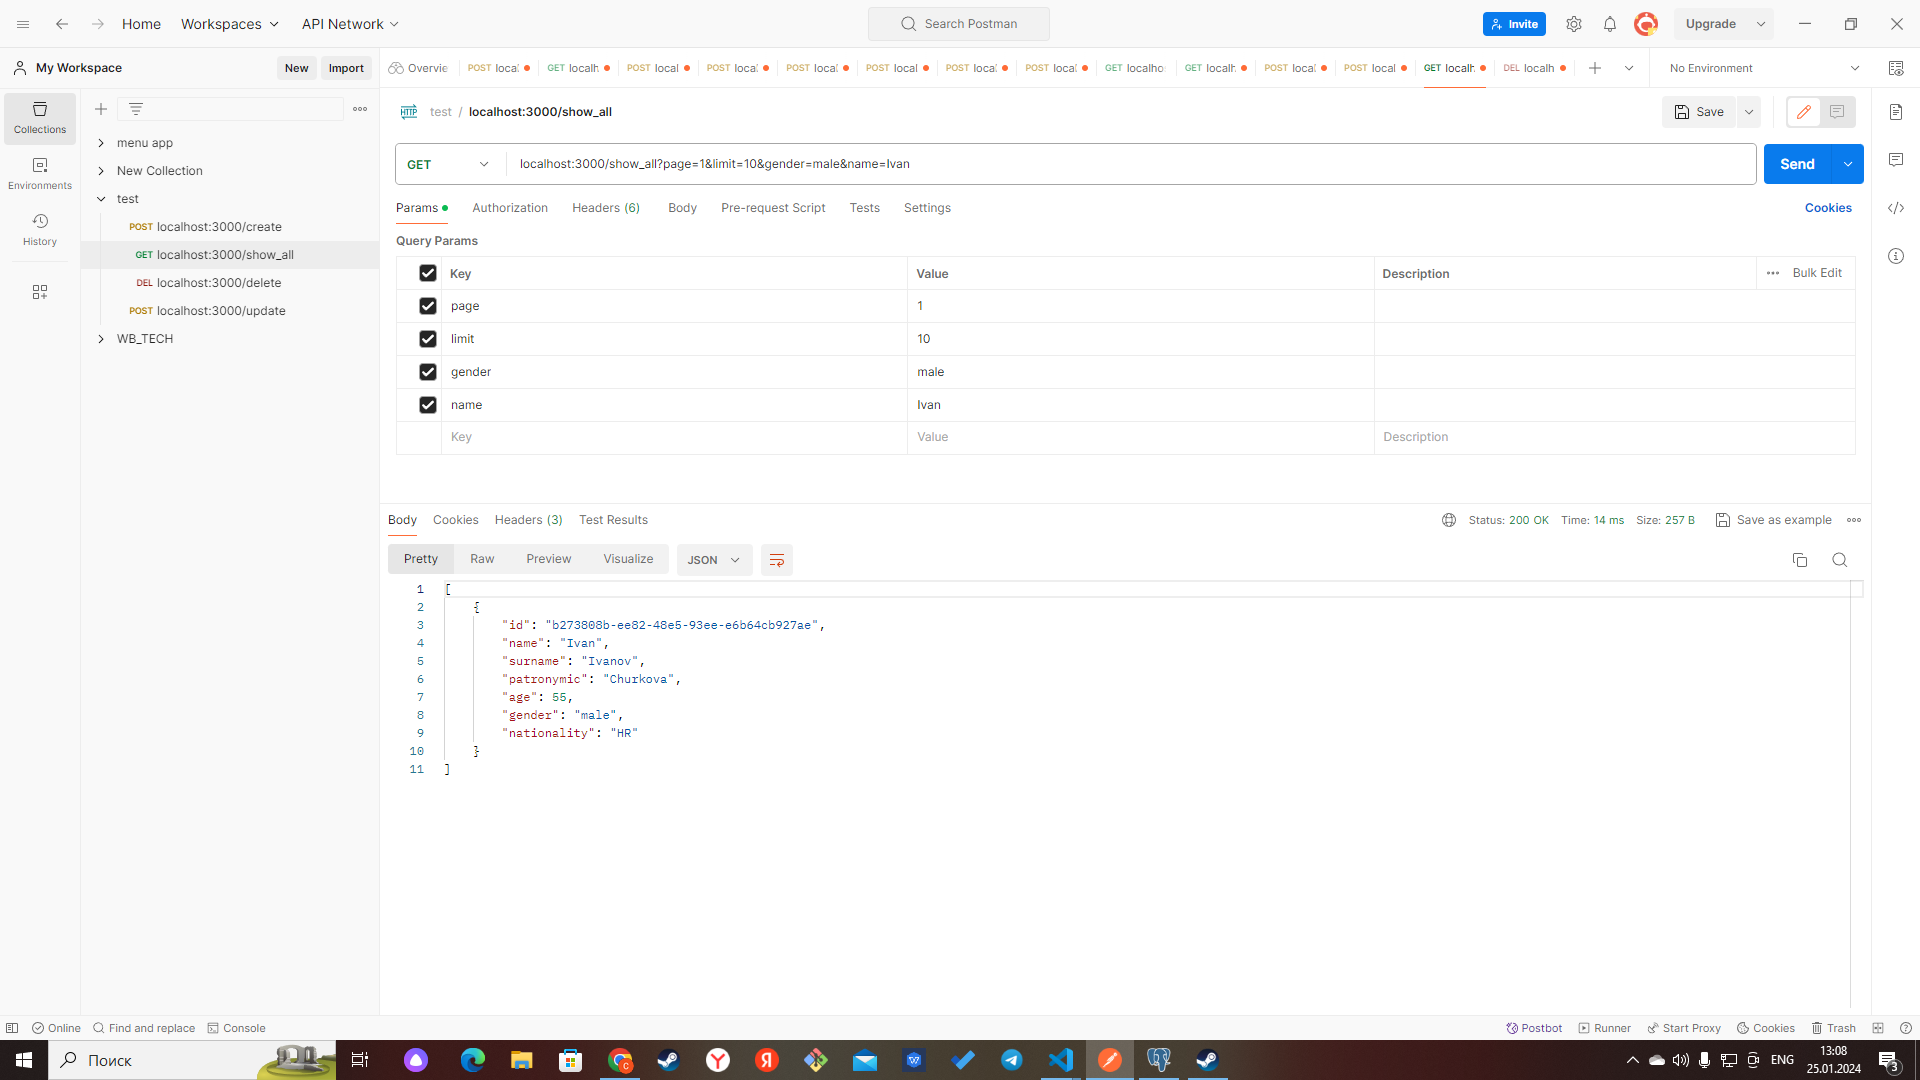 Home Workspaces API Network Search Postman Invite Upgrade
My Workspace New Import Overvie POST local GET localh POST local POST local POST local POST local POST local POST local GET localho GET localh POST local POST local GET localh DEL localh No Environment
Collections
Environments
History
menu app
New Collection
test
POST localhost:3000/create
GET localhost:3000/show_all
DEL localhost:3000/delete
POST localhost:3000/update
WB_TECH
HTTP test / localhost:3000/show_all Save
GET localhost:3000/show_all?page=1&limit=10&gender=male&name=Ivan Send
Params Authorization Headers (6) Body Pre-request Script Tests Settings Cookies
Query Params
Key Value Description Bulk Edit
page 1
limit 10
gender male
name Ivan
Key Value Description
Body Cookies Headers (3) Test Results Status: 200 OK Time: 14 ms Size: 257 B Save as example
Pretty Raw Preview Visualize JSON
1 [
2 {
3 "id": "b273808b-ee82-48e5-93ee-e6b64cb927ae",
4 "name": "Ivan",
5 "surname": "Ivanov",
6 "patronymic": "Churkova",
7 "age": 55,
8 "gender": "male",
9 "nationality": "HR"
10 }
11 ]
Online Find and replace Console Postbot Runner Start Proxy Cookies Trash
Поиск ENG 13:08
25.01.2024 3